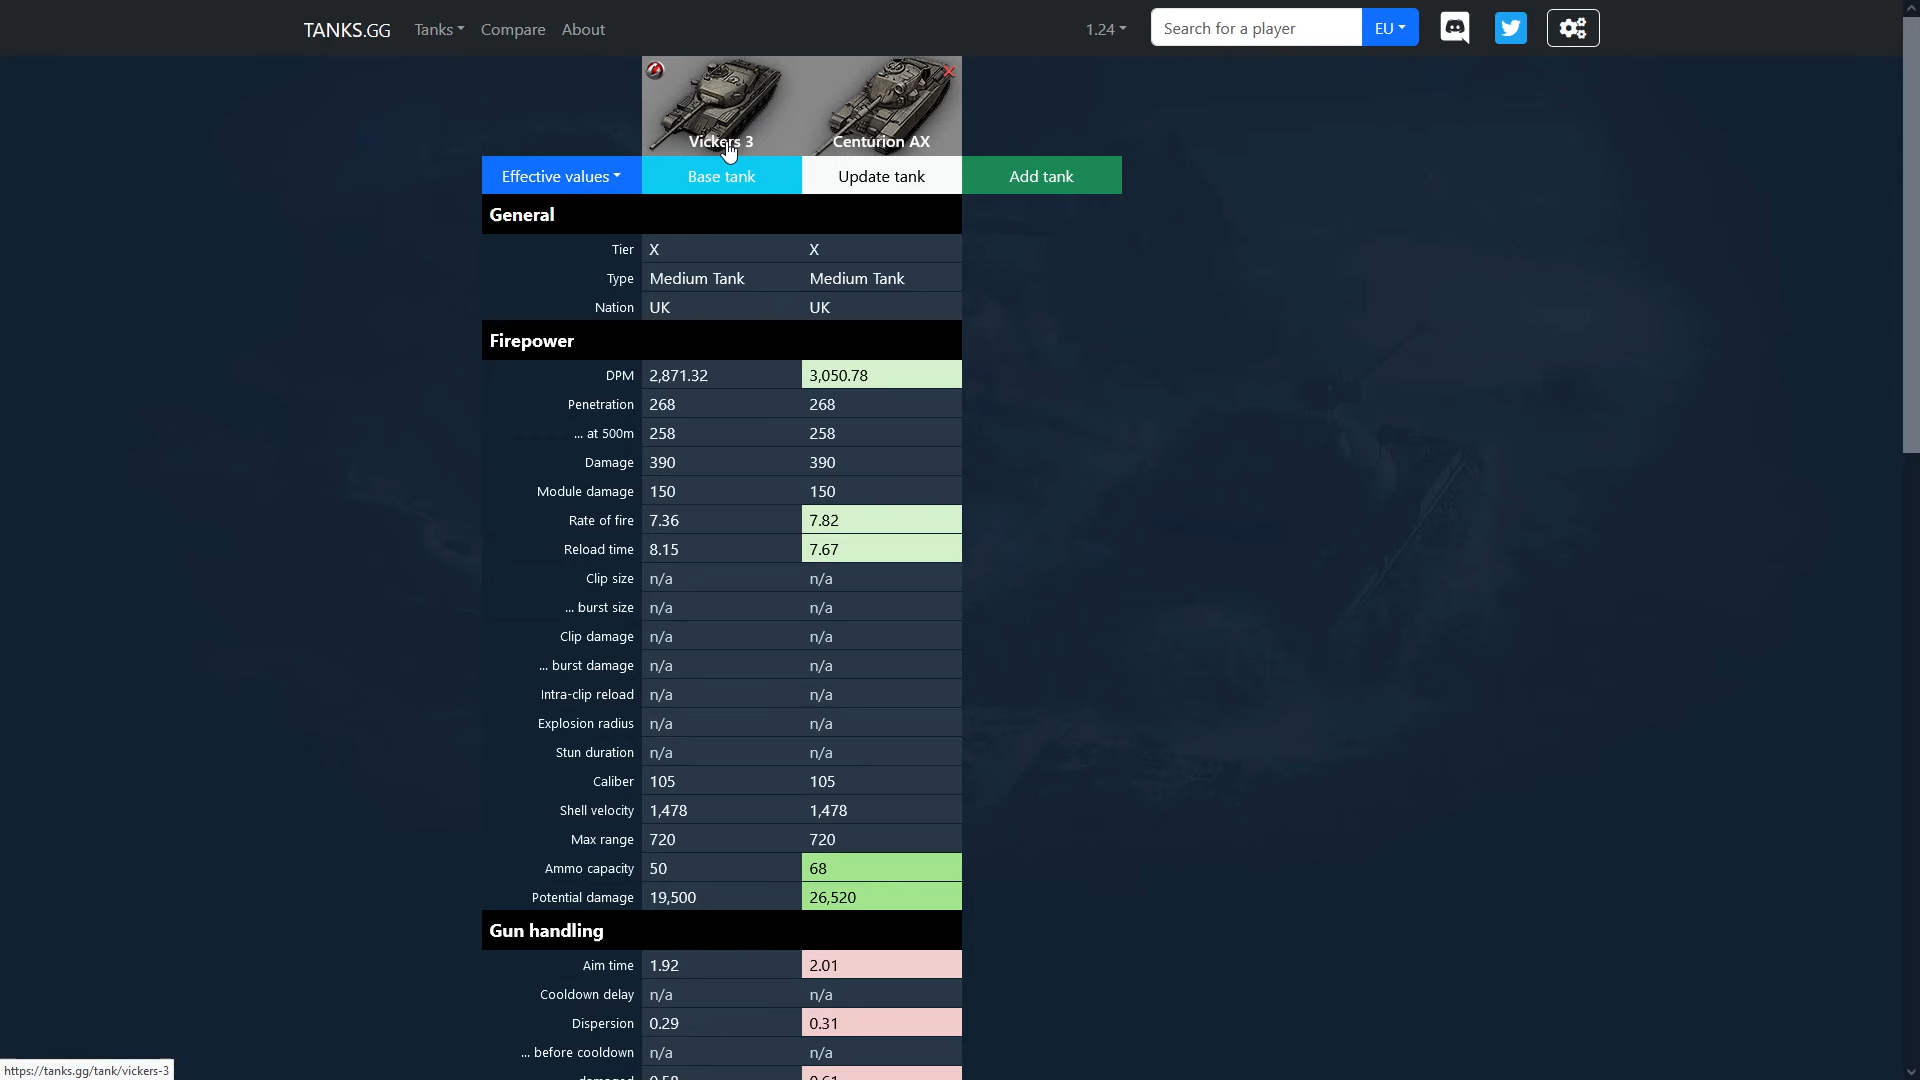 TANKS.GG Tanks Compare About 1.24 Search for a player EU
Vickers 3 Centurion AX
Effective values Base tank Update tank Add tank
General
Tier X X
Type Medium Tank Medium Tank
Nation UK UK
Firepower
DPM 2,871.32 3,050.78
Penetration 268 268
... at 500m 258 258
Damage 390 390
Module damage 150 150
Rate of fire 7.36 7.82
Reload time 8.15 7.67
Clip size n/a n/a
... burst size n/a n/a
Clip damage n/a n/a
... burst damage n/a n/a
Intra-clip reload n/a n/a
Explosion radius n/a n/a
Stun duration n/a n/a
Caliber 105 105
Shell velocity 1,478 1,478
Max range 720 720
Ammo capacity 50 68
Potential damage 19,500 26,520
Gun handling
Aim time 1.92 2.01
Cooldown delay n/a n/a
Dispersion 0.29 0.31
... before cooldown n/a n/a
https://tanks.gg/tank/vickers-3